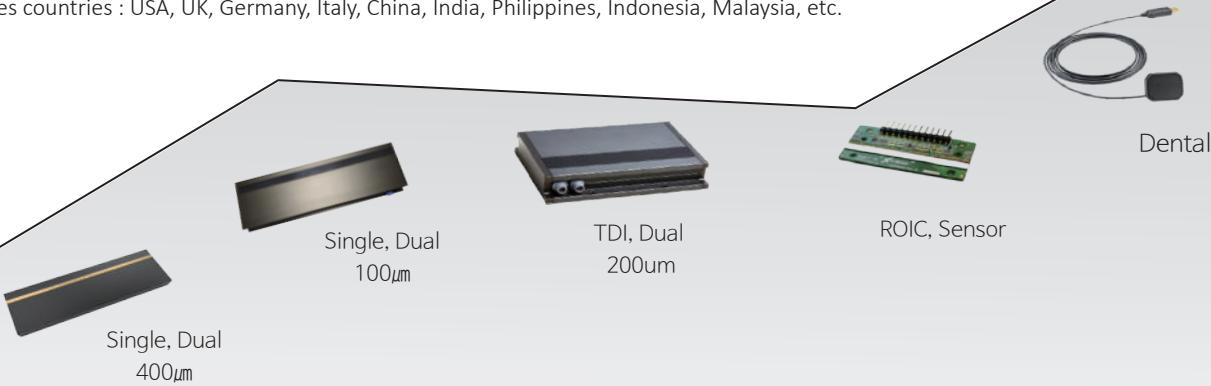 es countries : USA, UK, Germany, Italy, China, India, Philippines, Indonesia, Malaysia, etc.
Dental
ROIC, Sensor
TDI, Dual
200um
Single, Dual
100㎛
Single, Dual
400㎛